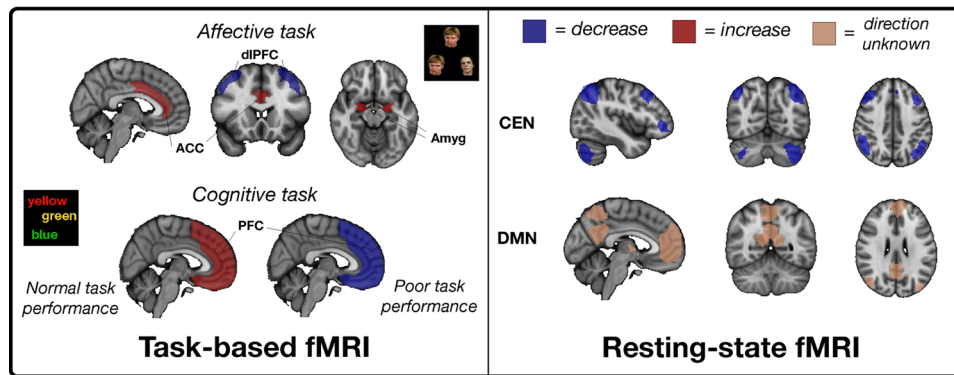 Affective task
dlPFC
ACC
Amyg
yellow
green
blue
Cognitive task
PFC
Normal task
performance
Poor task
performance
Task-based fMRI
= decrease
= increase
= direction
unknown
CEN
DMN
Resting-state fMRI